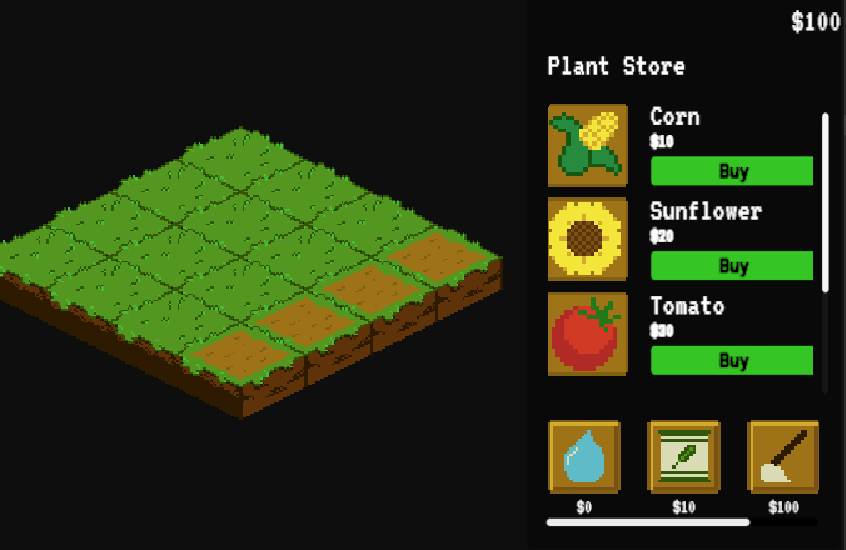 $100
Plant Store
Corn
$10
Buy
Sunflower
$20
Buy
Tomato
$30
Buy
$0 $10 $100